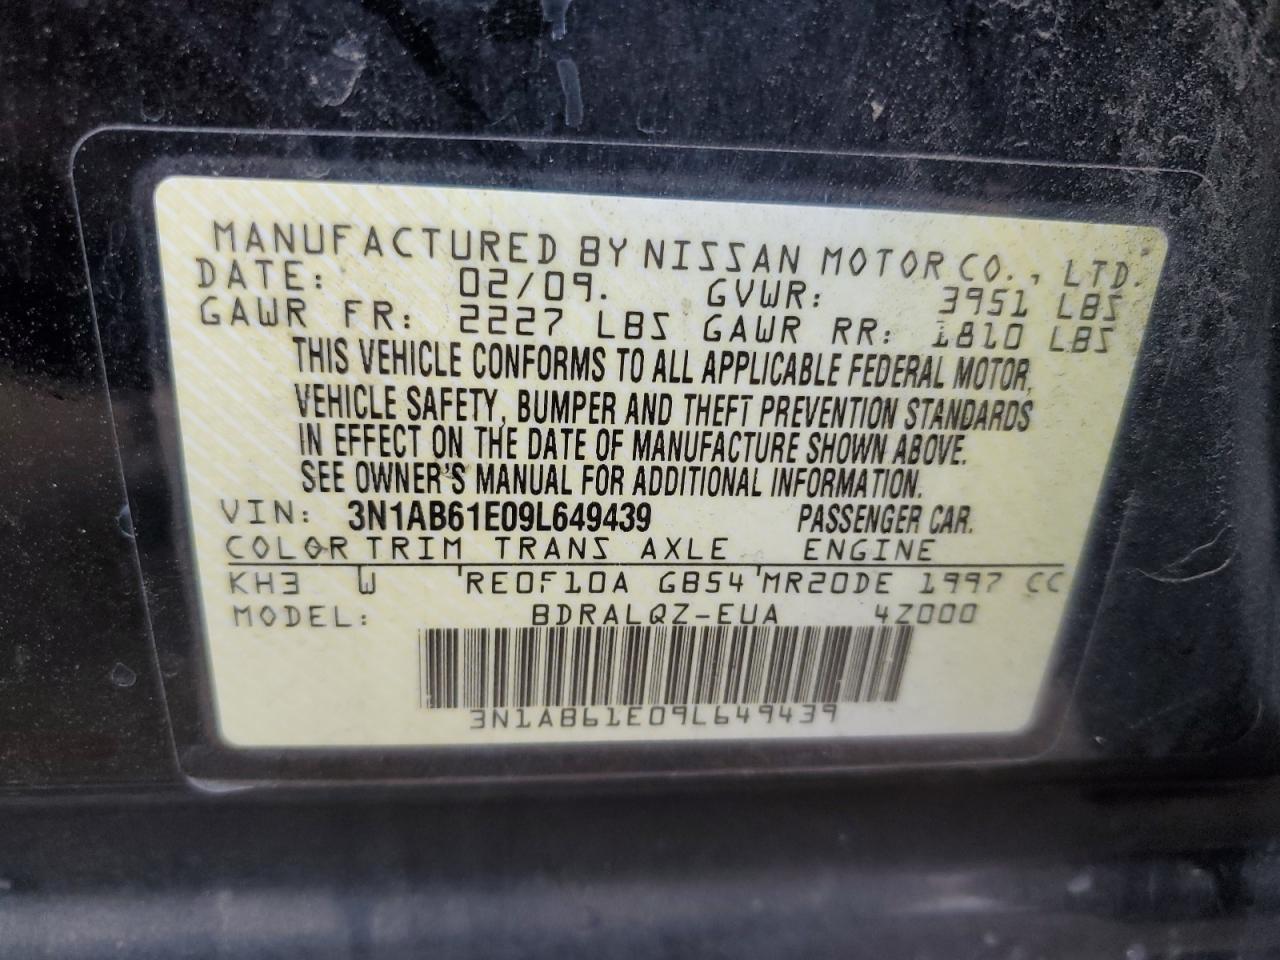 MANUFACTURED BY NISSAN MOTOR CO., LTD.
DATE: 02/09. GVWR: 3951 LBS
GAWR FR: 2227 LBS GAWR RR: 1810 LBS
THIS VEHICLE CONFORMS TO ALL APPLICABLE FEDERAL MOTOR,
VEHICLE SAFETY, BUMPER AND THEFT PREVENTION STANDARDS
IN EFFECT ON THE DATE OF MANUFACTURE SHOWN ABOVE.
SEE OWNER'S MANUAL FOR ADDITIONAL INFORMATION.
VIN: 3N1AB61E09L649439 PASSENGER CAR.
COLOR TRIM TRANS AXLE ENGINE
KH3 W RE0F10A GB54 MR20DE 1997 CC
MODEL: BDRALQZ-EUA 4Z000
3N1AB61E09L649439